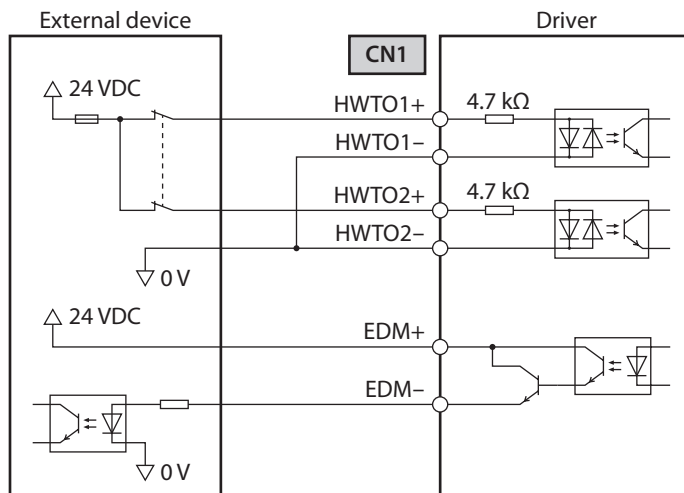 External device
Driver
CN1
24 VDC
HWTO1+
4.7 kΩ
HWTO1−
HWTO2+
4.7 kΩ
HWTO2−
0 V
24 VDC
EDM+
EDM−
0 V